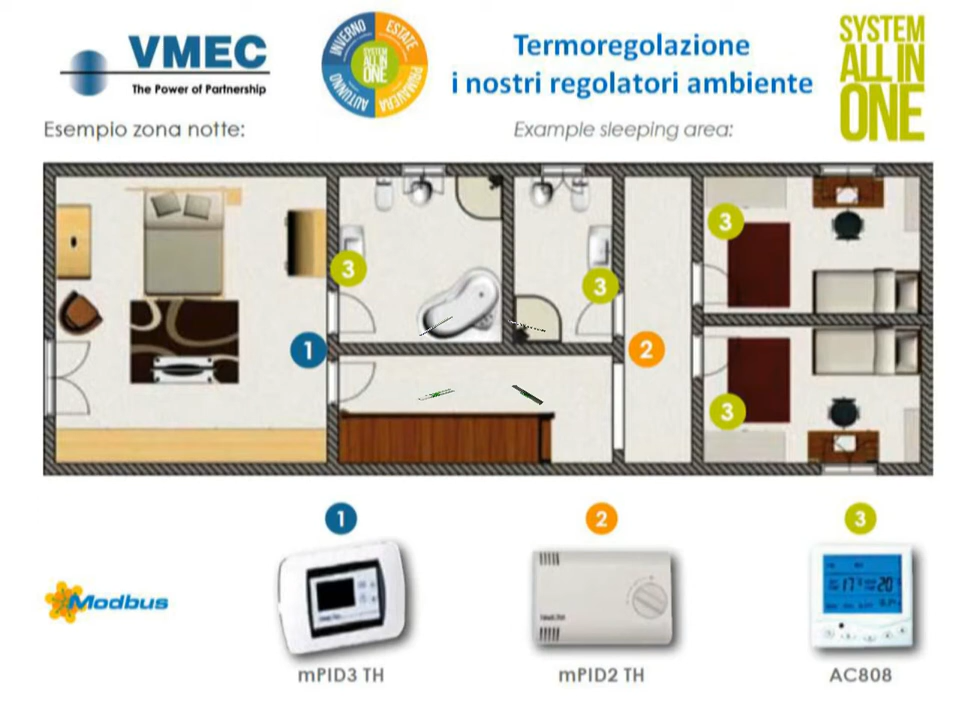 VMEC
The Power of Partnership
INVERNO
ESTATE
PRIMAVERA
AUTUNNO
SYSTEM
ALL IN
ONE
Termoregolazione
i nostri regolatori ambiente
SYSTEM
ALL IN
ONE
Esempio zona notte:
Example sleeping area:
3
3
3
1
2
3
1
2
3
17
20
Modbus
mPID3 TH
mPID2 TH
AC808